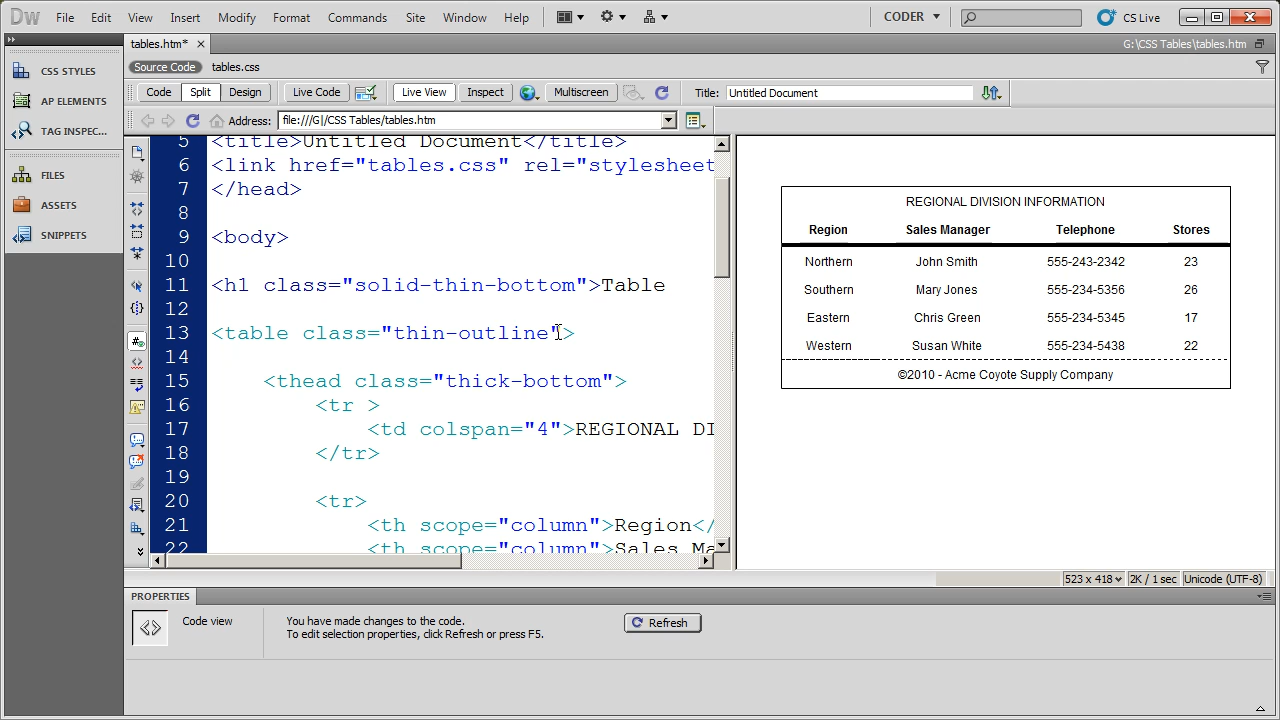 Dw File Edit View Insert Modify Format Commands Site Window Help CODER CS Live
tables.htm* G:\CSS Tables\tables.htm
Source Code tables.css
Code Split Design Live Code Live View Inspect Multiscreen Title: Untitled Document
Address: file:///G|/CSS Tables/tables.htm
CSS STYLES
AP ELEMENTS
TAG INSPEC...
FILES
ASSETS
SNIPPETS
5 <title>Untitled Document</title>
6 <link href="tables.css" rel="stylesheet
7 </head>
8
9 <body>
10
11 <h1 class="solid-thin-bottom">Table
12
13 <table class="thin-outline">
14
15 <thead class="thick-bottom">
16 <tr >
17 <td colspan="4">REGIONAL DI
18 </tr>
19
20 <tr>
21 <th scope="column">Region</
22 <th scope="column">Sales Ma
REGIONAL DIVISION INFORMATION
Region Sales Manager Telephone Stores
Northern John Smith 555-243-2342 23
Southern Mary Jones 555-234-5356 26
Eastern Chris Green 555-234-5345 17
Western Susan White 555-234-5438 22
©2010 - Acme Coyote Supply Company
523 x 418 2K / 1 sec Unicode (UTF-8)
PROPERTIES
Code view
You have made changes to the code.
To edit selection properties, click Refresh or press F5.
Refresh